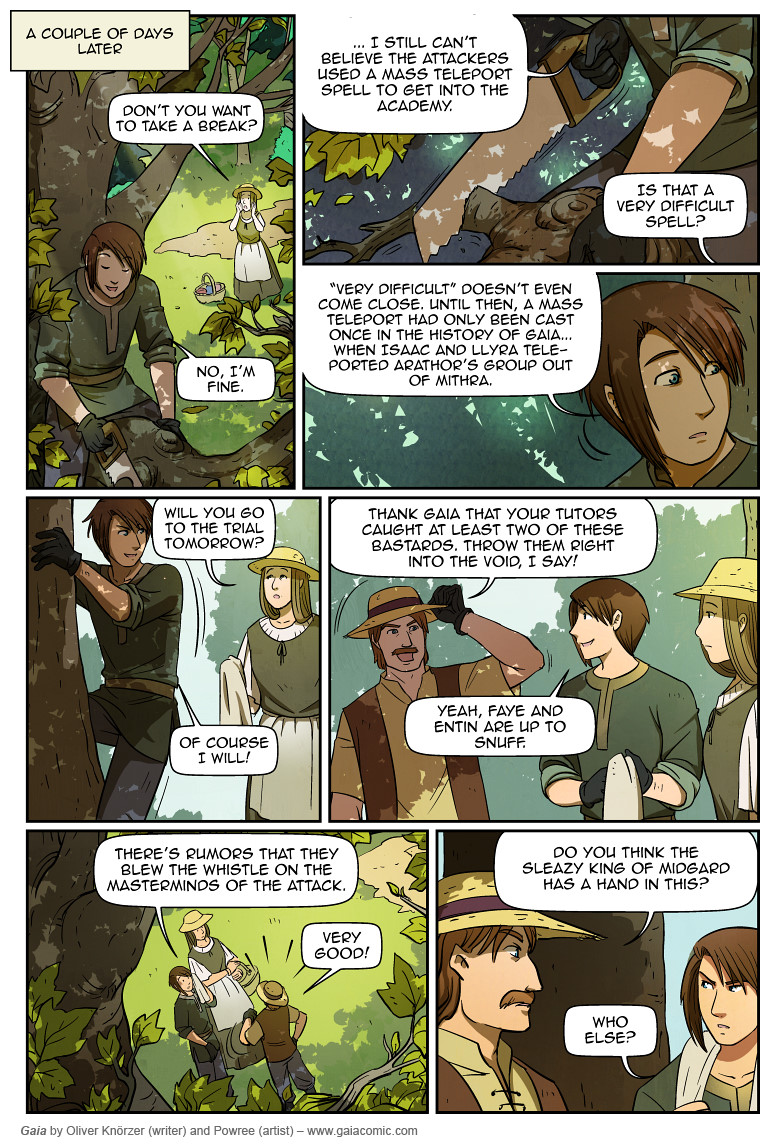 A COUPLE OF DAYS
LATER
DON'T YOU WANT
TO TAKE A BREAK?
NO, I'M
FINE.
... I STILL CAN'T
BELIEVE THE ATTACKERS
USED A MASS TELEPORT
SPELL TO GET INTO THE
ACADEMY.
IS THAT A
VERY DIFFICULT
SPELL?
"VERY DIFFICULT" DOESN'T EVEN
COME CLOSE. UNTIL THEN, A MASS
TELEPORT HAD ONLY BEEN CAST
ONCE IN THE HISTORY OF GAIA...
WHEN ISAAC AND LLYRA TELE-
PORTED ARATHOR'S GROUP OUT
OF MITHRA.
WILL YOU GO
TO THE TRIAL
TOMORROW?
OF COURSE
I WILL!
THANK GAIA THAT YOUR TUTORS
CAUGHT AT LEAST TWO OF THESE
BASTARDS. THROW THEM RIGHT
INTO THE VOID, I SAY!
YEAH, FAYE AND
ENTIN ARE UP TO
SNUFF.
THERE'S RUMORS THAT THEY
BLEW THE WHISTLE ON THE
MASTERMINDS OF THE ATTACK.
VERY
GOOD!
DO YOU THINK THE
SLEAZY KING OF MIDGARD
HAS A HAND IN THIS?
WHO
ELSE?
Gaia by Oliver Knörzer (writer) and Powree (artist) – www.gaiacomic.com